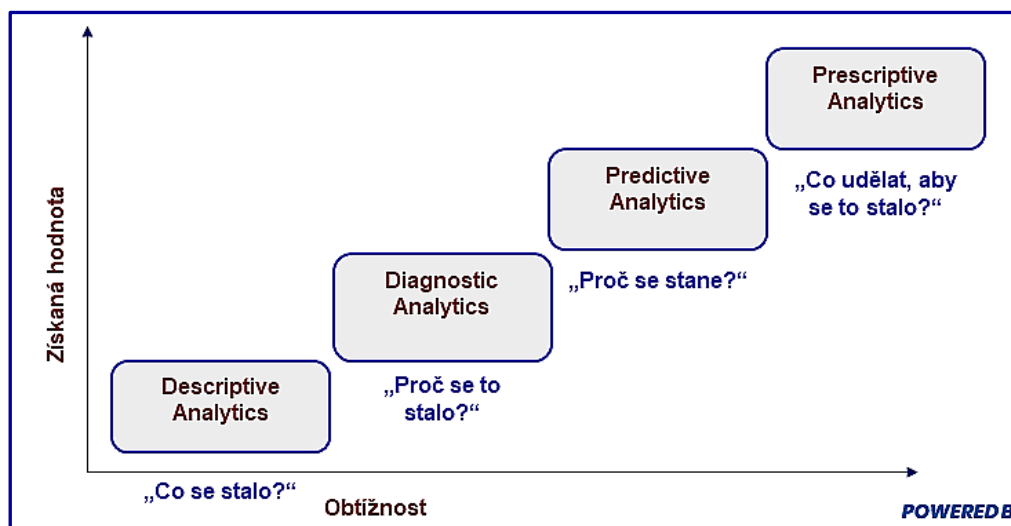 Prescriptive
Analytics
„Co udělat, aby
se to stalo?“
Predictive
Analytics
„Proč se stane?“
Diagnostic
Analytics
„Proč se to
stalo?“
Descriptive
Analytics
„Co se stalo?“
Získaná hodnota
Obtížnost
POWERED B